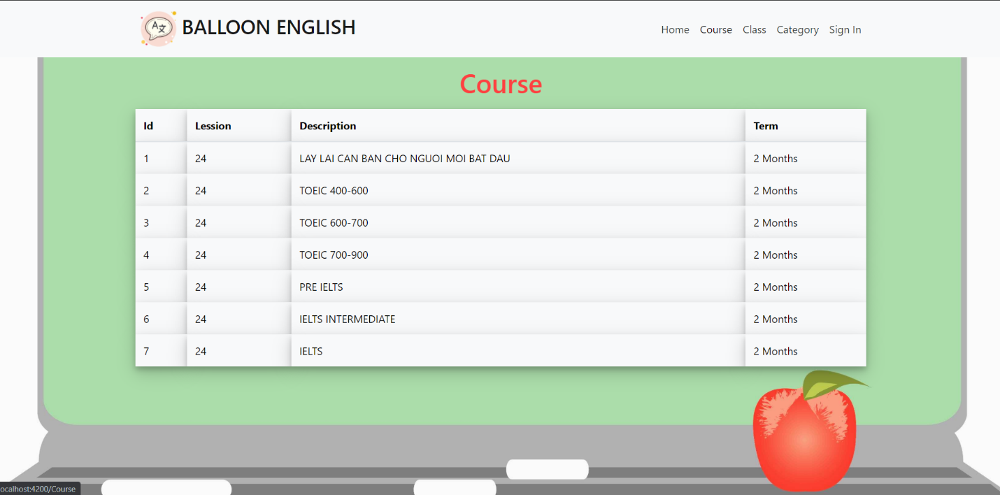 A文
BALLOON ENGLISH
Home Course Class Category Sign In
Course
Id Lession Description Term
1 24 LAY LAI CAN BAN CHO NGUOI MOI BAT DAU 2 Months
2 24 TOEIC 400-600 2 Months
3 24 TOEIC 600-700 2 Months
4 24 TOEIC 700-900 2 Months
5 24 PRE IELTS 2 Months
6 24 IELTS INTERMEDIATE 2 Months
7 24 IELTS 2 Months
ocalhost:4200/Course